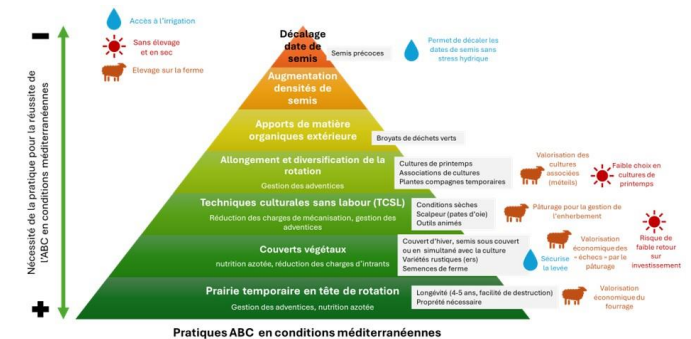 Accès à l'irrigation
Sans élevage
et en sec
Elevage sur la ferme
Nécessité de la pratique pour la réussite de
l'ABC en conditions méditerranéennes
Décalage
date de
semis
Semis précoces
Permet de décaler les
dates de semis sans
stress hydrique
Augmentation
densités de
semis
Apports de matière
organiques extérieure
Broyats de déchets verts
Allongement et diversification de la
rotation
Gestion des adventices
Cultures de printemps
Associations de cultures
Plantes compagnes temporaires
Valorisation des
cultures
associées
(méteils)
Faible choix en
cultures de
printemps
Techniques culturales sans labour (TCSL)
Réduction des charges de mécanisation, gestion des
adventices
Conditions sèches
Scalpeur (pates d'oie)
Outils animés
Pâturage pour la gestion de
l'enherbement
Couverts végétaux
nutrition azotée, réduction des charges d'intrants
Couvert d'hiver, semis sous couvert
ou en simultané avec la culture
Variétés rustiques (ers)
Semences de ferme
Sécurise
la levée
Valorisation
économique des
« échecs » par le
pâturage
Risque de
faible retour
sur
investissement
Prairie temporaire en tête de rotation
Gestion des adventices, nutrition azotée
Longévité (4-5 ans, facilité de destruction)
Propreté nécessaire
Valorisation
économique du
fourrage
Pratiques ABC en conditions méditerranéennes